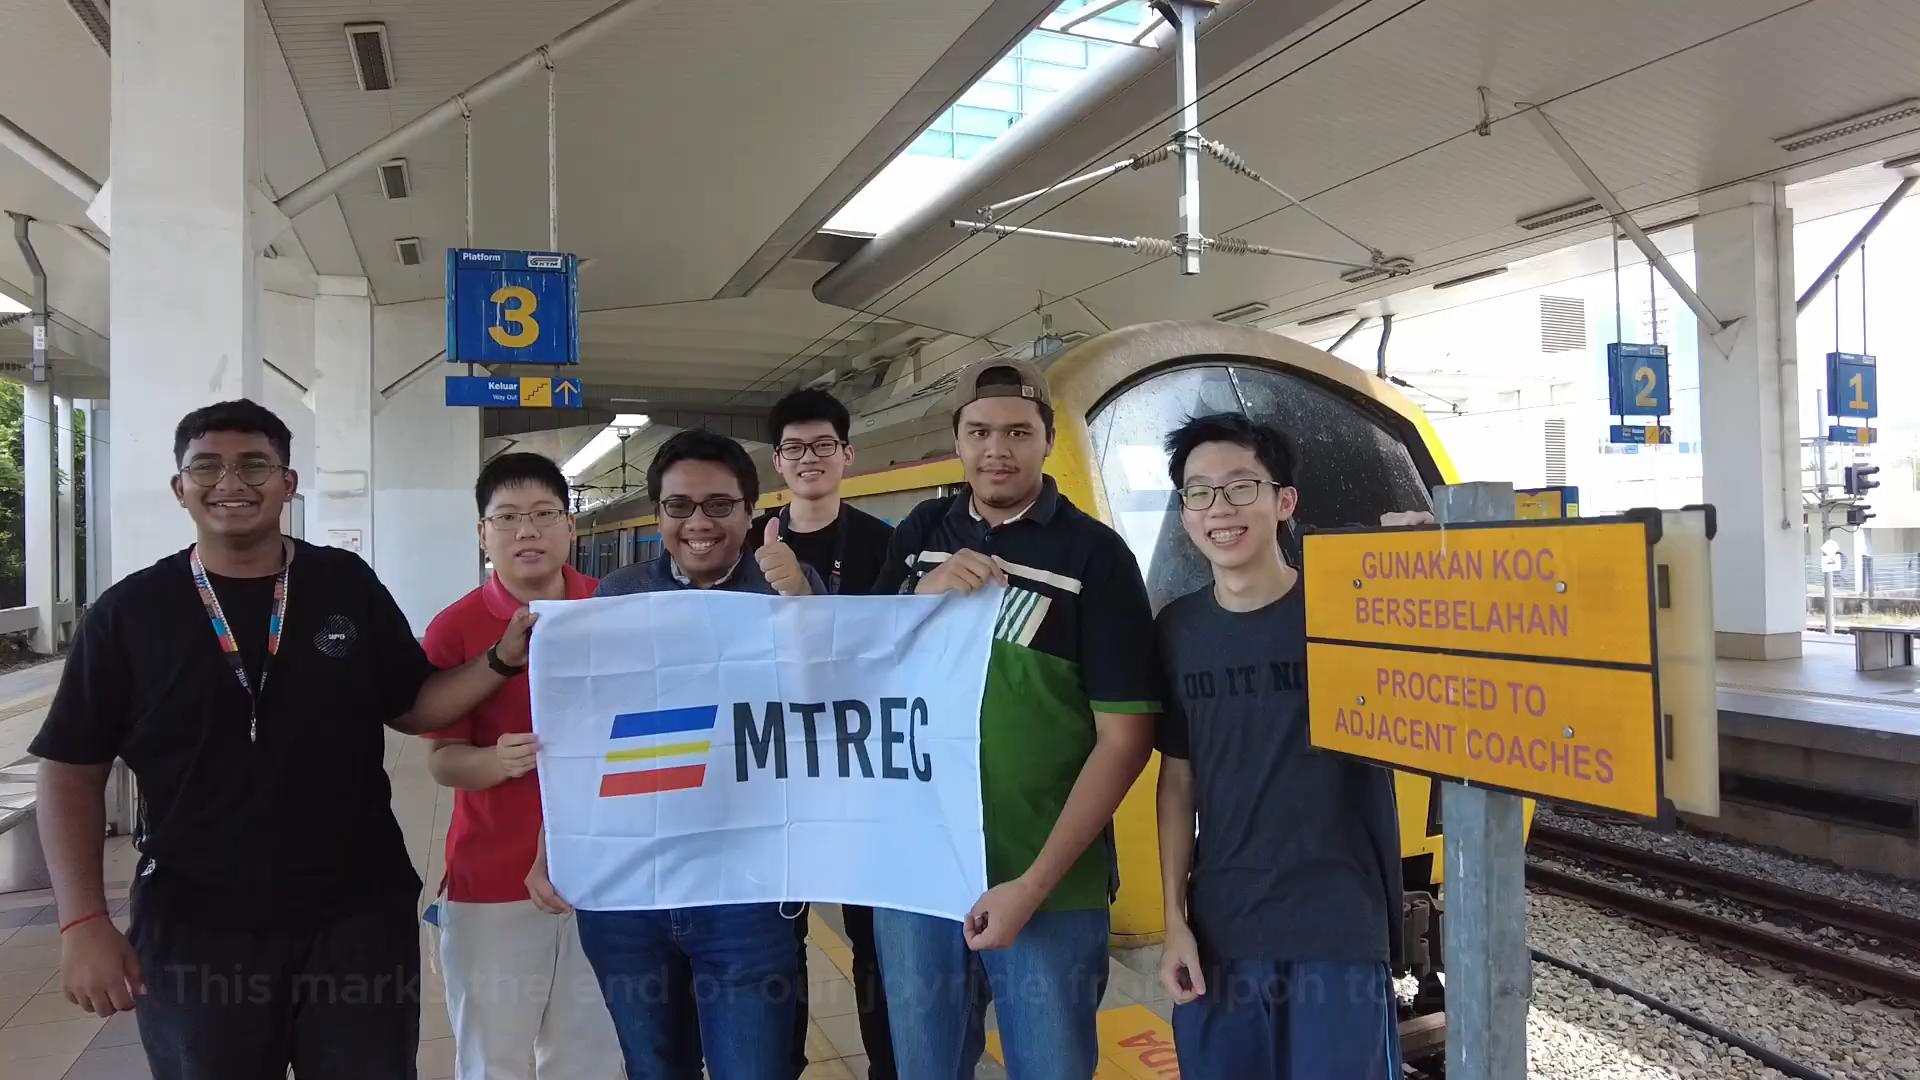 Platform
KTM
3
Keluar
Way Out
2
1
GUNAKAN KOC
BERSEBELAHAN
PROCEED TO
ADJACENT COACHES
MTREC
DO IT
This marks the end of our joyride from Ipoh to